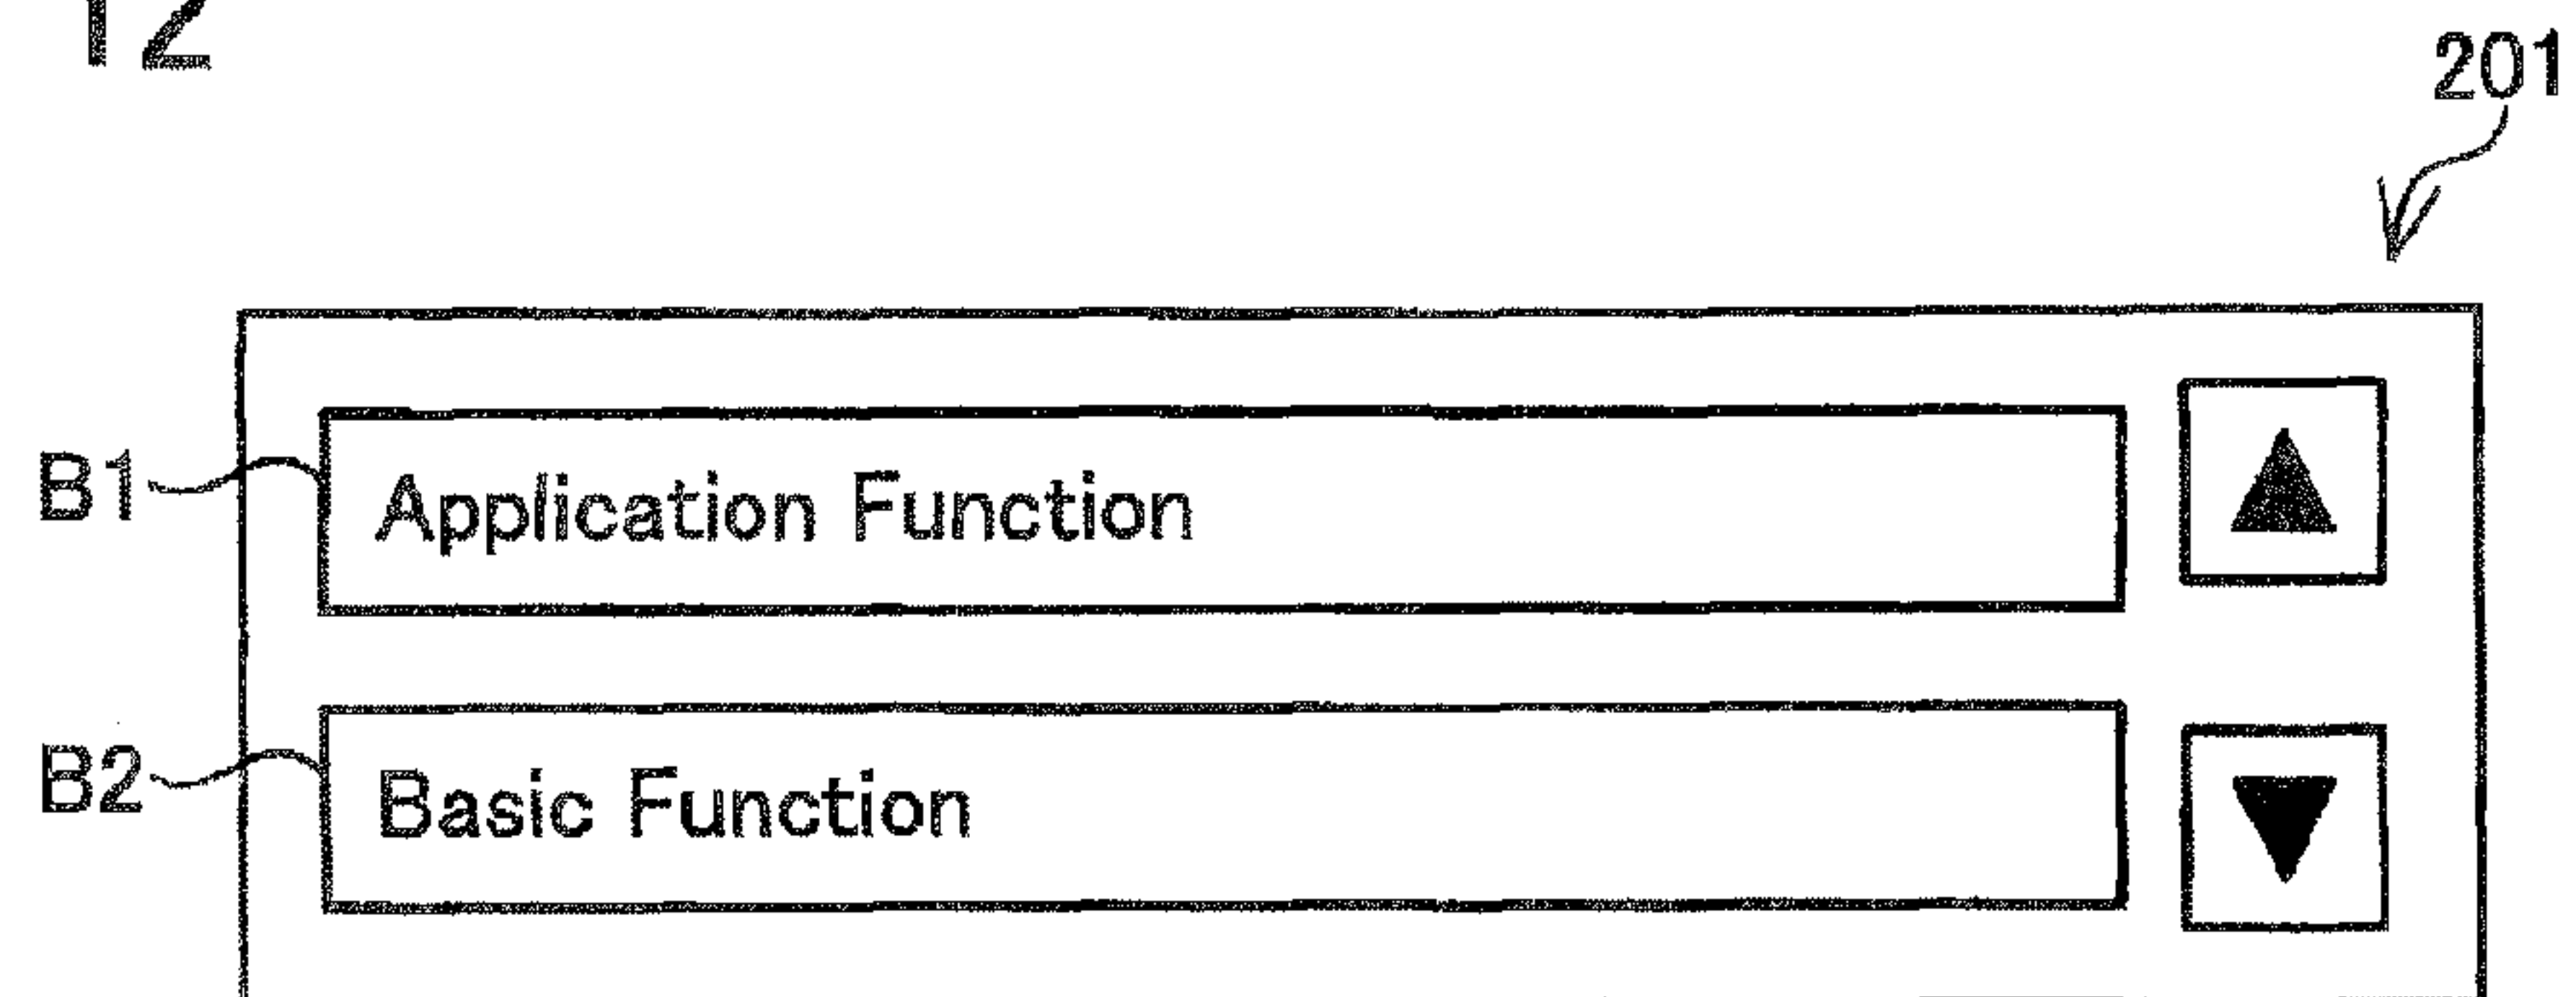 12
201
B1 Application Function ▲
B2 Basic Function ▼